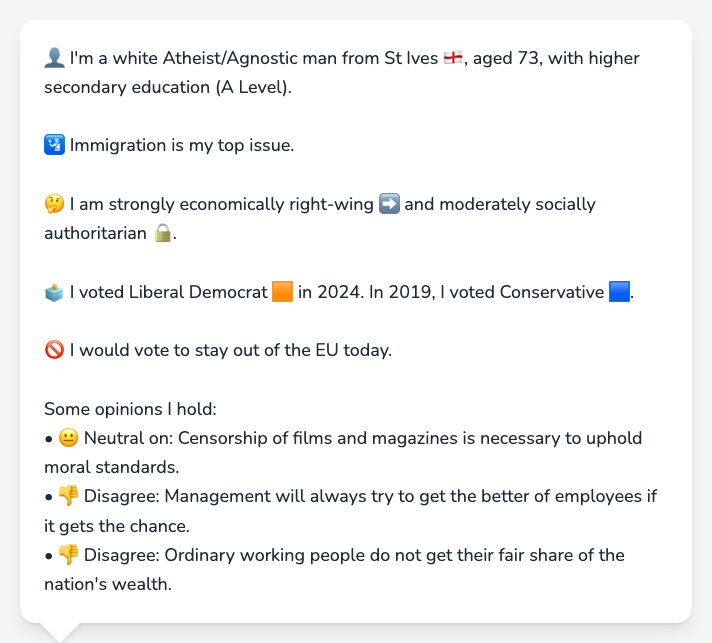 👤 I'm a white Atheist/Agnostic man from St Ives 🏴󠁧󠁢󠁥󠁮󠁧󠁿, aged 73, with higher
secondary education (A Level).
🛂 Immigration is my top issue.
🤔 I am strongly economically right-wing ➡️ and moderately socially
authoritarian 🔒.
🗳️ I voted Liberal Democrat 🟧 in 2024. In 2019, I voted Conservative 🟦.
🚫 I would vote to stay out of the EU today.
Some opinions I hold:
• 😐 Neutral on: Censorship of films and magazines is necessary to uphold
moral standards.
• 👎 Disagree: Management will always try to get the better of employees if
it gets the chance.
• 👎 Disagree: Ordinary working people do not get their fair share of the
nation's wealth.